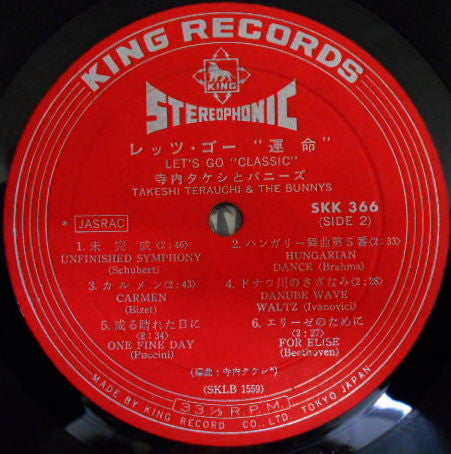 KING RECORDS
KING
STEREOPHONIC
レッツ・ゴー "運命"
LET'S GO "CLASSIC"
寺内タケシとバニーズ
TAKESHI TERAUCHI & THE BUNNYS
SKK 366
(SIDE 2)
* JASRAC
1. 未完成〈2:46〉
UNFINISHED SYMPHONY
(Schubert)
2. ハンガリー舞曲第5番〈2:33〉
HUNGARIAN
DANCE (Brahms)
3. カルメン〈2:43〉
CARMEN
(Bizet)
4. ドナウ川のさざなみ〈2:28〉
DANUBE WAVE
WALTZ (Ivanovici)
5. 或る晴れた日に
〈2:34〉
ONE FINE DAY
(Puccini)
6. エリーゼのために
〈2:27〉
FOR ELISE
(Beethoven)
(編曲:寺内タケシ*)
(SKLB 1559)
33⅓ R.P.M.
MADE BY KING RECORD CO., LTD. TOKYO JAPAN